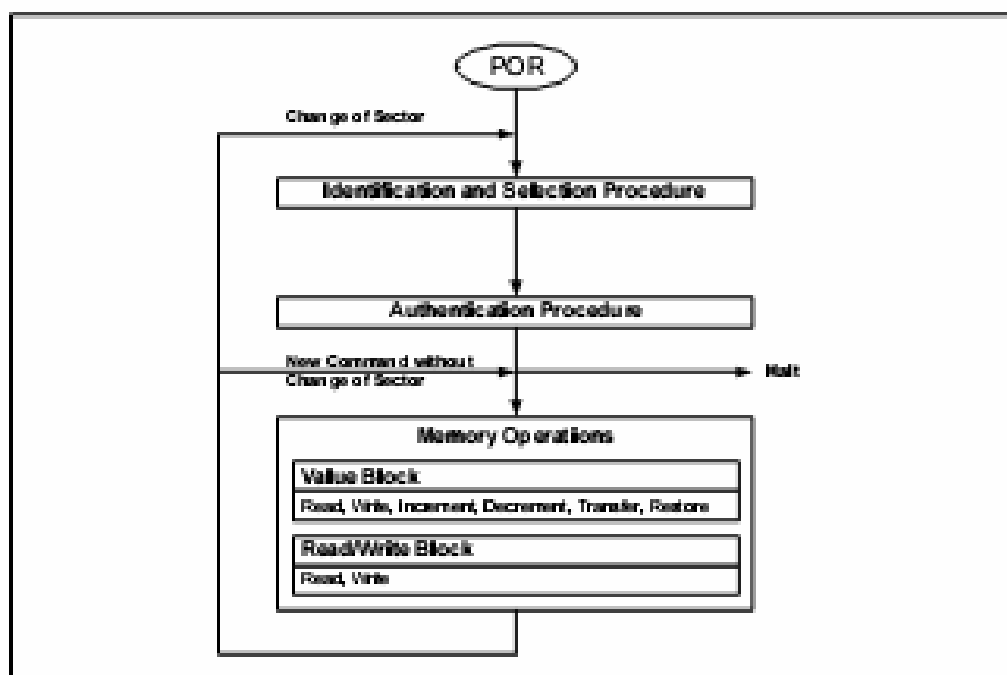 POR
Change of Sector
Identification and Selection Procedure
Authentication Procedure
New Command without
Change of Sector
Halt
Memory Operations
Value Block
Read, Write, Increment, Decrement, Transfer, Restore
Read/Write Block
Read, Write